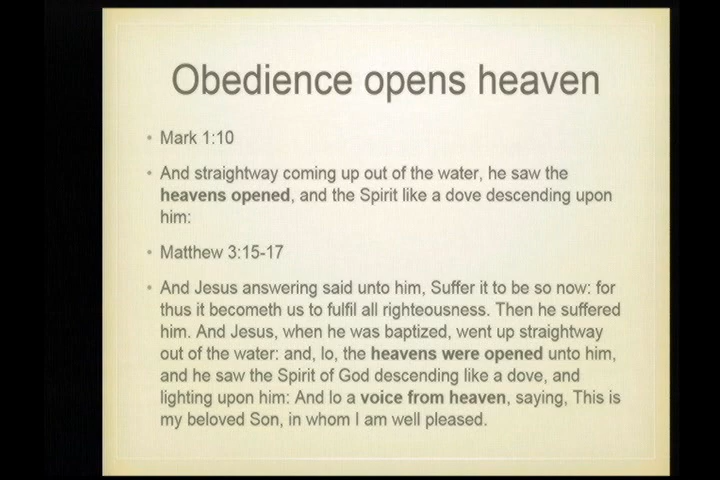 Obedience opens heaven
• Mark 1:10
• And straightway coming up out of the water, he saw the
heavens opened, and the Spirit like a dove descending upon
him:
• Matthew 3:15-17
• And Jesus answering said unto him, Suffer it to be so now: for
thus it becometh us to fulfil all righteousness. Then he suffered
him. And Jesus, when he was baptized, went up straightway
out of the water: and, lo, the heavens were opened unto him,
and he saw the Spirit of God descending like a dove, and
lighting upon him: And lo a voice from heaven, saying, This is
my beloved Son, in whom I am well pleased.